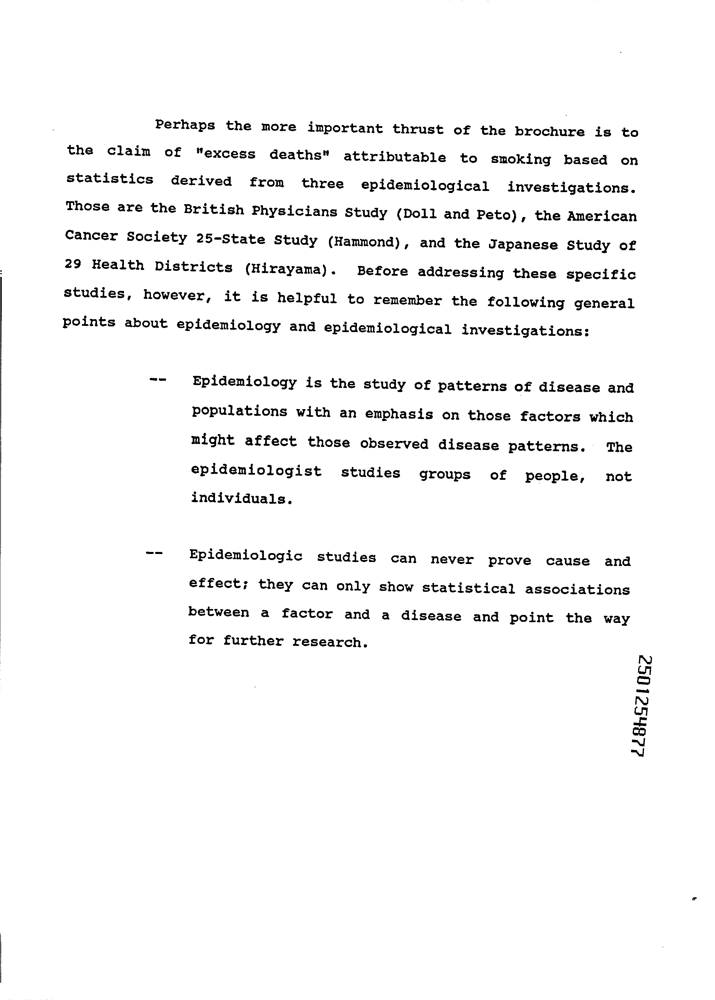 Perhaps the more important thrust of the brochure is to
the claim of "excess deaths" attributable to smoking based on
statistics derived from three epidemiological investigations.
Those are the British Physicians Study (Doll and Peto), the American
Cancer Society 25-State Study (Hammond), and the Japanese Study of
29 Health Districts (Hirayama). Before addressing these specific
studies, however, it is helpful to remember the following general
points about epidemiology and epidemiological investigations:
-- Epidemiology is the study of patterns of disease and
populations with an emphasis on those factors which
might affect those observed disease patterns. The
epidemiologist studies groups of people, not
individuals.
-- Epidemiologic studies can never prove cause and
effect; they can only show statistical associations
between a factor and a disease and point the way
for further research.
2501254877